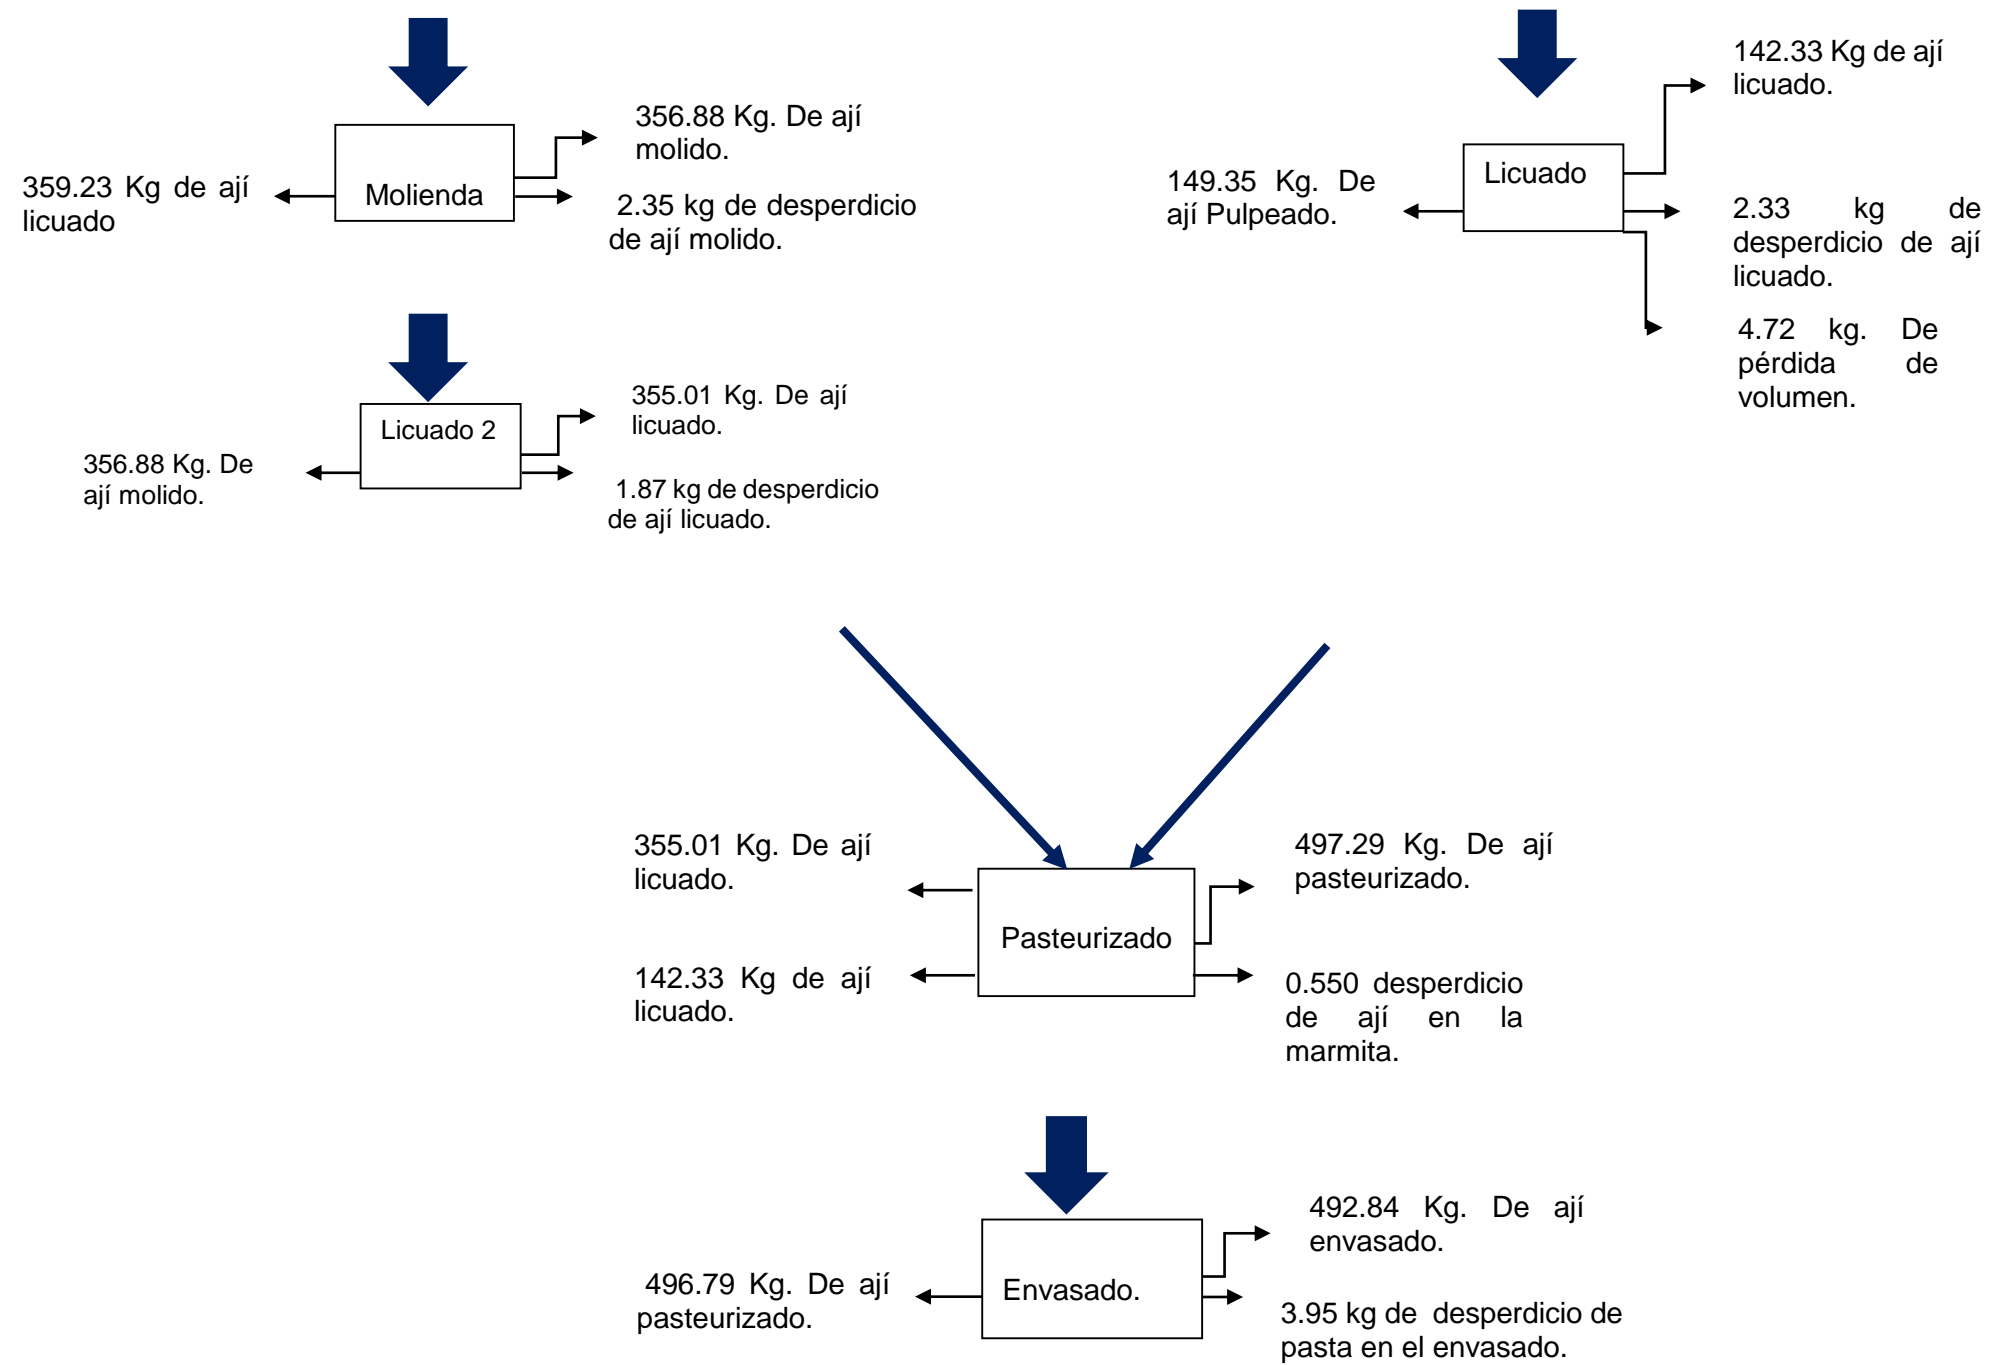 359.23 Kg de ají
licuado
Molienda
356.88 Kg. De ají
molido.
2.35 kg de desperdicio
de ají molido.
356.88 Kg. De
ají molido.
Licuado 2
355.01 Kg. De ají
licuado.
1.87 kg de desperdicio
de ají licuado.
149.35 Kg. De
ají Pulpeado.
Licuado
142.33 Kg de ají
licuado.
2.33 kg de
desperdicio de ají
licuado.
4.72 kg. De
pérdida de
volumen.
355.01 Kg. De ají
licuado.
142.33 Kg de ají
licuado.
Pasteurizado
497.29 Kg. De ají
pasteurizado.
0.550 desperdicio
de ají en la
marmita.
496.79 Kg. De ají
pasteurizado.
Envasado.
492.84 Kg. De ají
envasado.
3.95 kg de desperdicio de
pasta en el envasado.